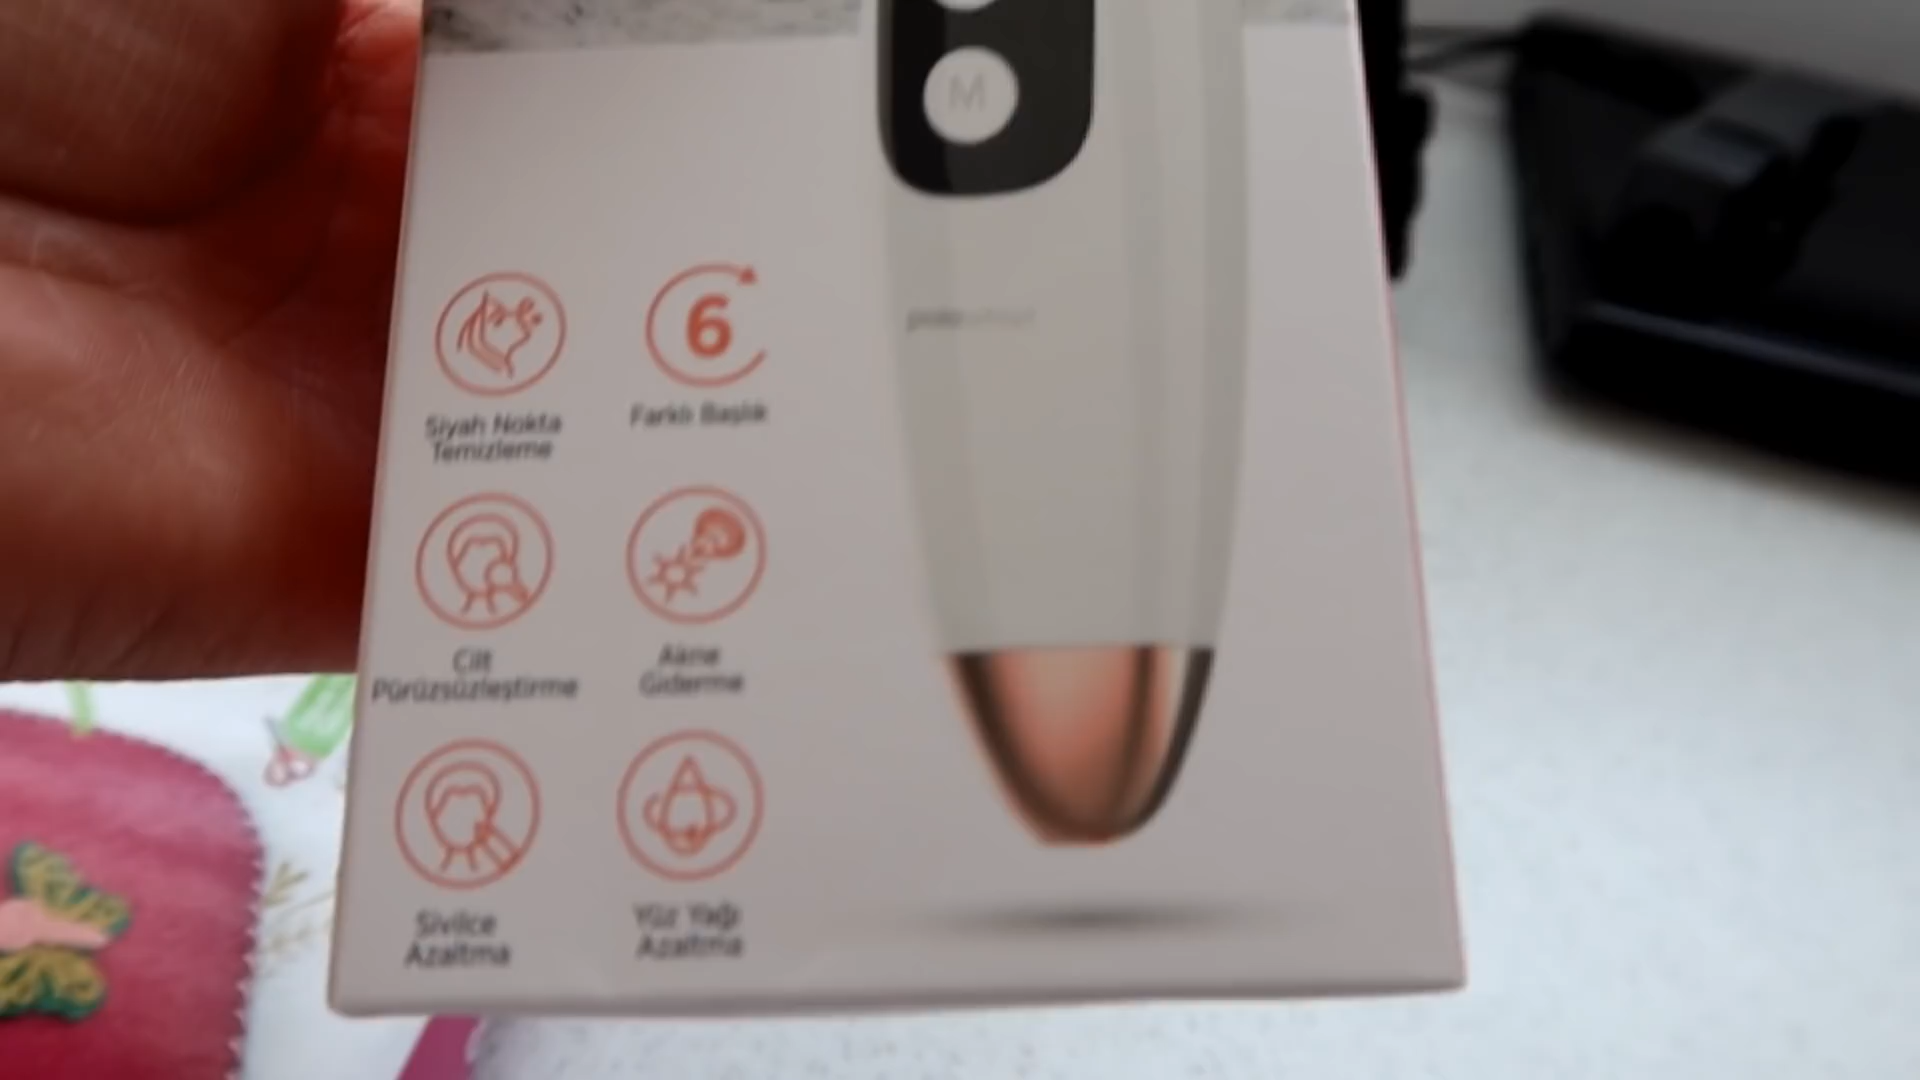 M
6
Siyah Nokta
Temizleme
Farklı Başlık
Cilt
Pürüzsüzleştirme
Akne
Giderme
Sivilce
Azaltma
Yüz Yağı
Azaltma